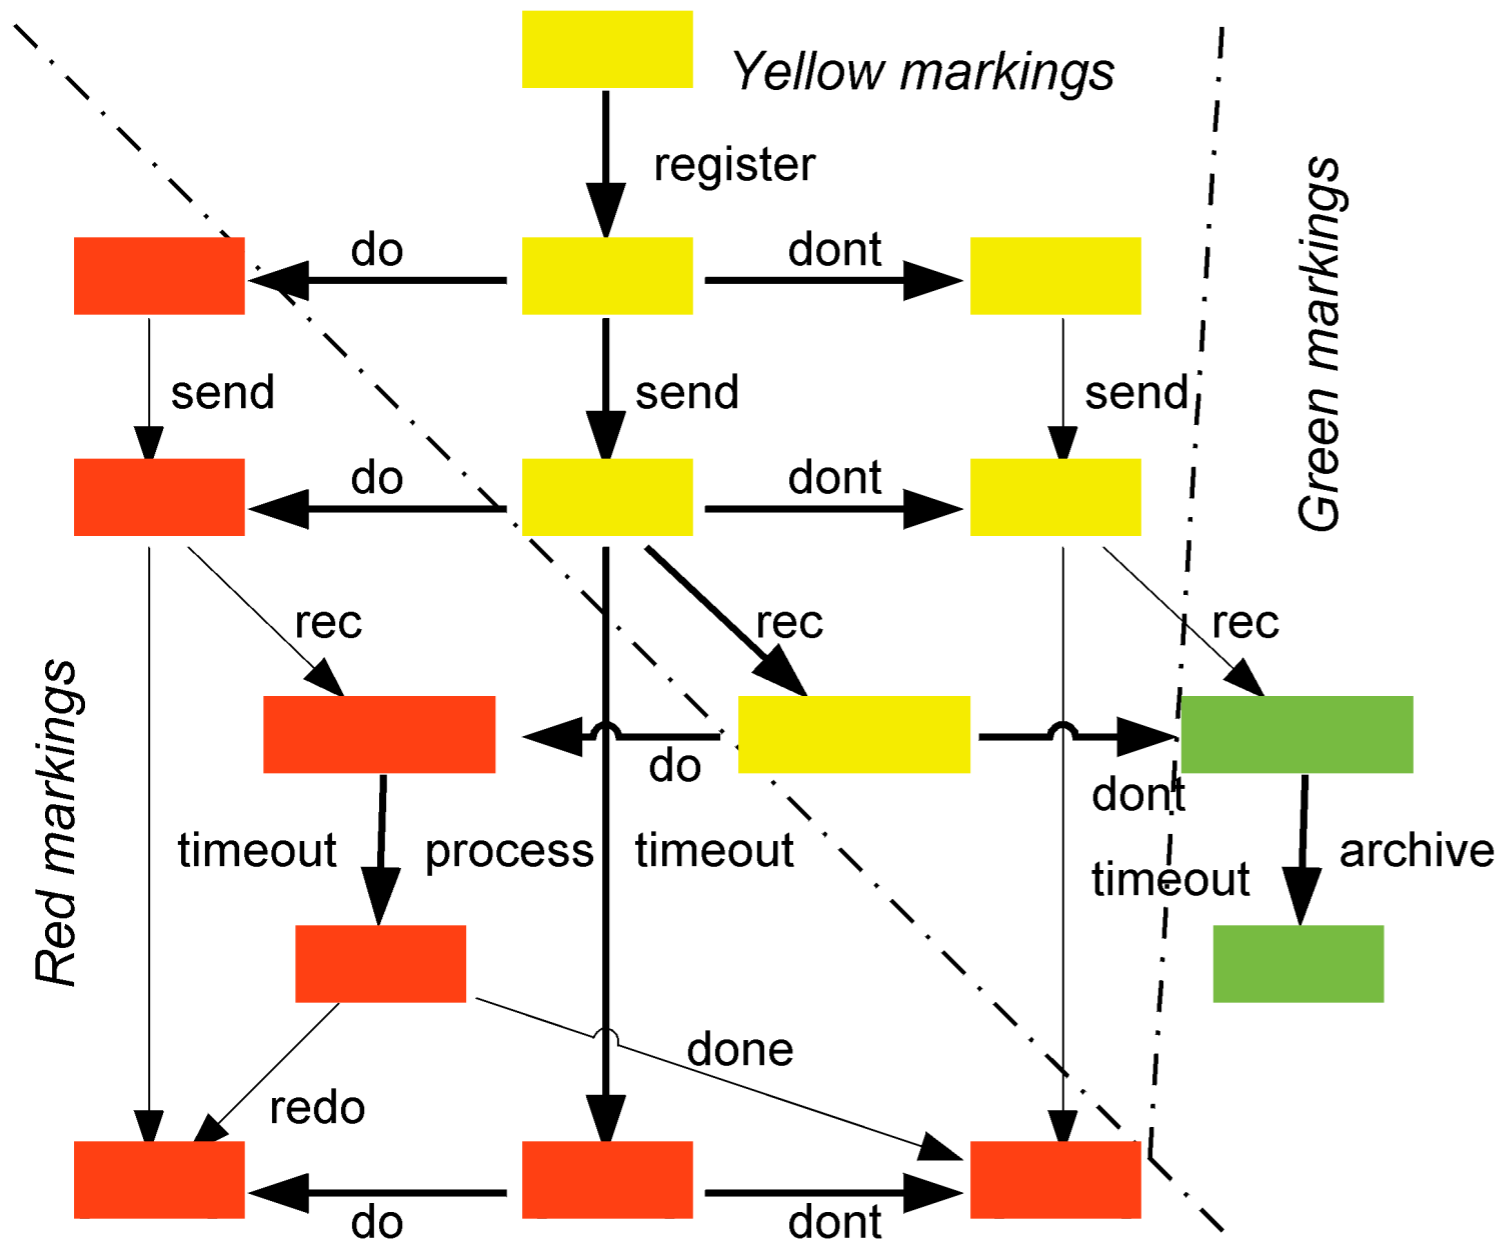 Yellow markings
register
Green markings
do
dont
send
send
send
do
dont
rec
rec
rec
Red markings
do
dont
timeout
process
timeout
timeout
archive
done
redo
do
dont